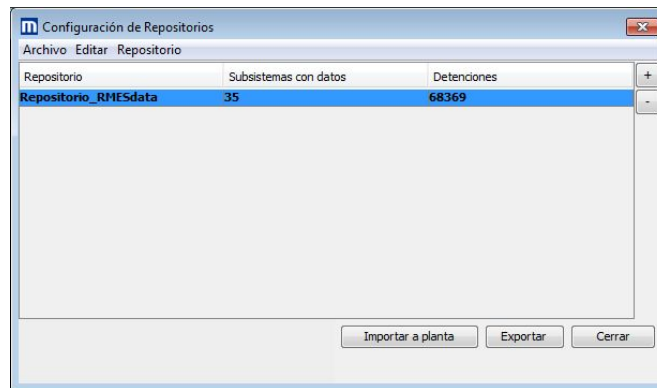 Configuración de Repositorios
Archivo Editar Repositorio
Repositorio Subsistemas con datos Detenciones
Repositorio_RMESdata 35 68369
+
-
Importar a planta Exportar Cerrar